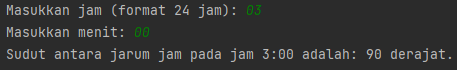 Masukkan jam (format 24 jam): 03
Masukkan menit: 00
Sudut antara jarum jam pada jam 3:00 adalah: 90 derajat.